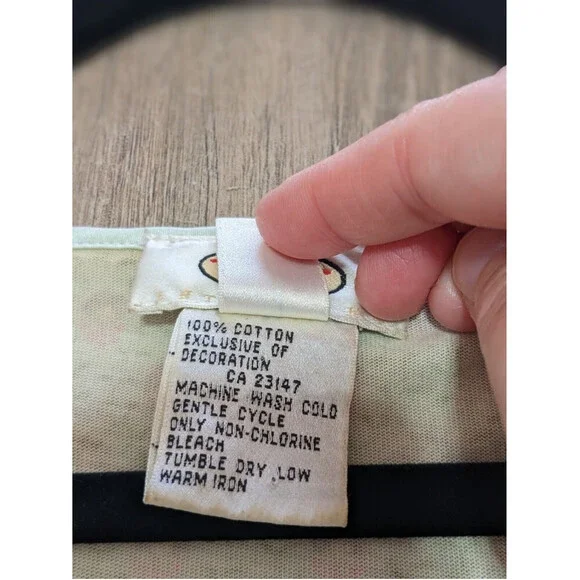 100% COTTON
EXCLUSIVE OF
DECORATION
CA 23147
MACHINE WASH COLD
GENTLE CYCLE
ONLY NON-CHLORINE
BLEACH
TUMBLE DRY LOW
WARM IRON